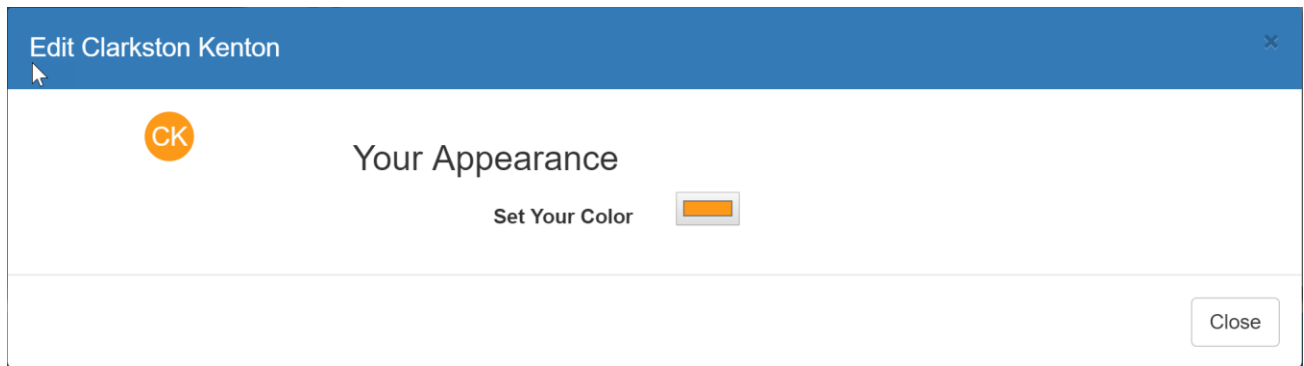 Edit Clarkston Kenton
×
CK
Your Appearance
Set Your Color
Close